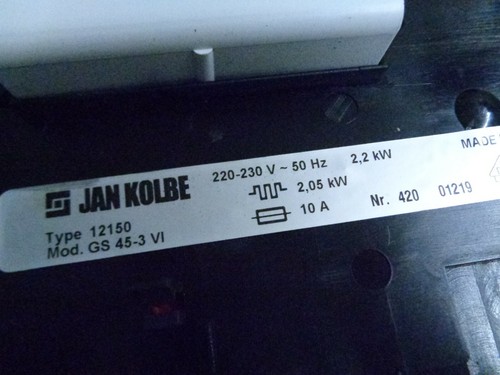 JAN KOLBE
Type 12150
Mod. GS 45-3 VI
220-230 V ~ 50 Hz 2,2 kW
2,05 kW
10 A
Nr. 420 01219
MADE